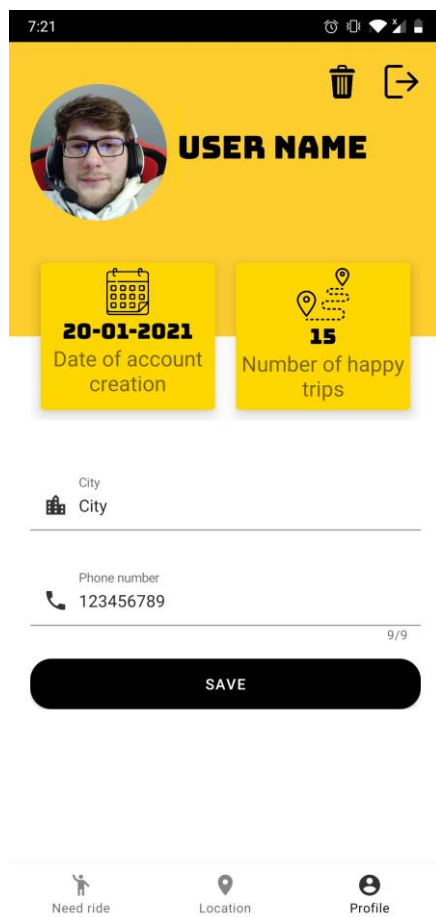 7:21
USER NAME
20-01-2021
Date of account
creation
15
Number of happy
trips
City
City
Phone number
123456789
9/9
SAVE
Need ride
Location
Profile